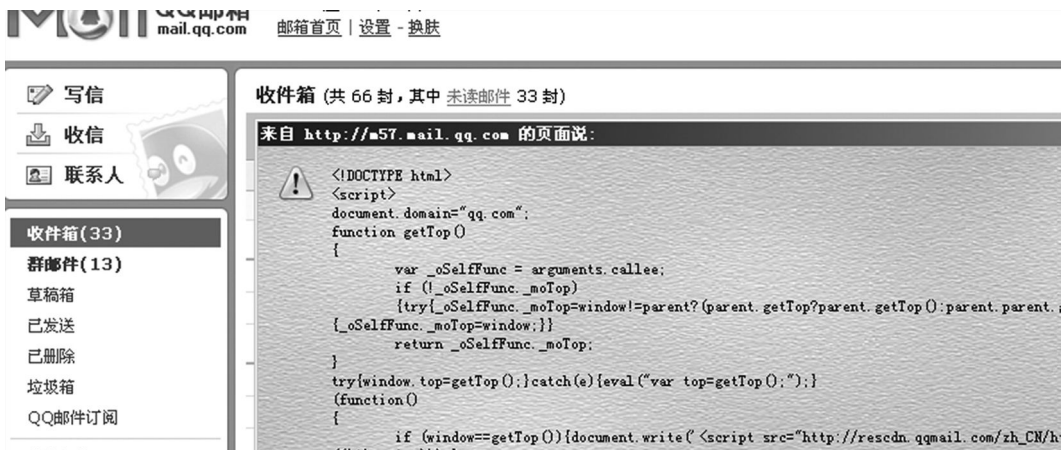 mail.qq.com
邮箱首页 | 设置 - 换肤
写信
收信
联系人
收件箱(33)
群邮件(13)
草稿箱
已发送
已删除
垃圾箱
QQ邮件订阅
收件箱 (共 66 封，其中 未读邮件 33 封)
来自 http://m57.mail.qq.com 的页面说:
<!DOCTYPE html>
<script>
document.domain="qq.com";
function getTop()
{
var _oSelfFunc = arguments.callee;
if (!_oSelfFunc._moTop)
{try{_oSelfFunc._moTop=window!=parent?(parent.getTop?parent.getTop():parent.parent.
{_oSelfFunc._moTop=window;}}
return _oSelfFunc._moTop;
}
try{window.top=getTop();}catch(e){eval("var top=getTop();");}
(function()
{
if (window==getTop()){document.write("<script src="http://rescdn.qqmail.com/zh_CN/h